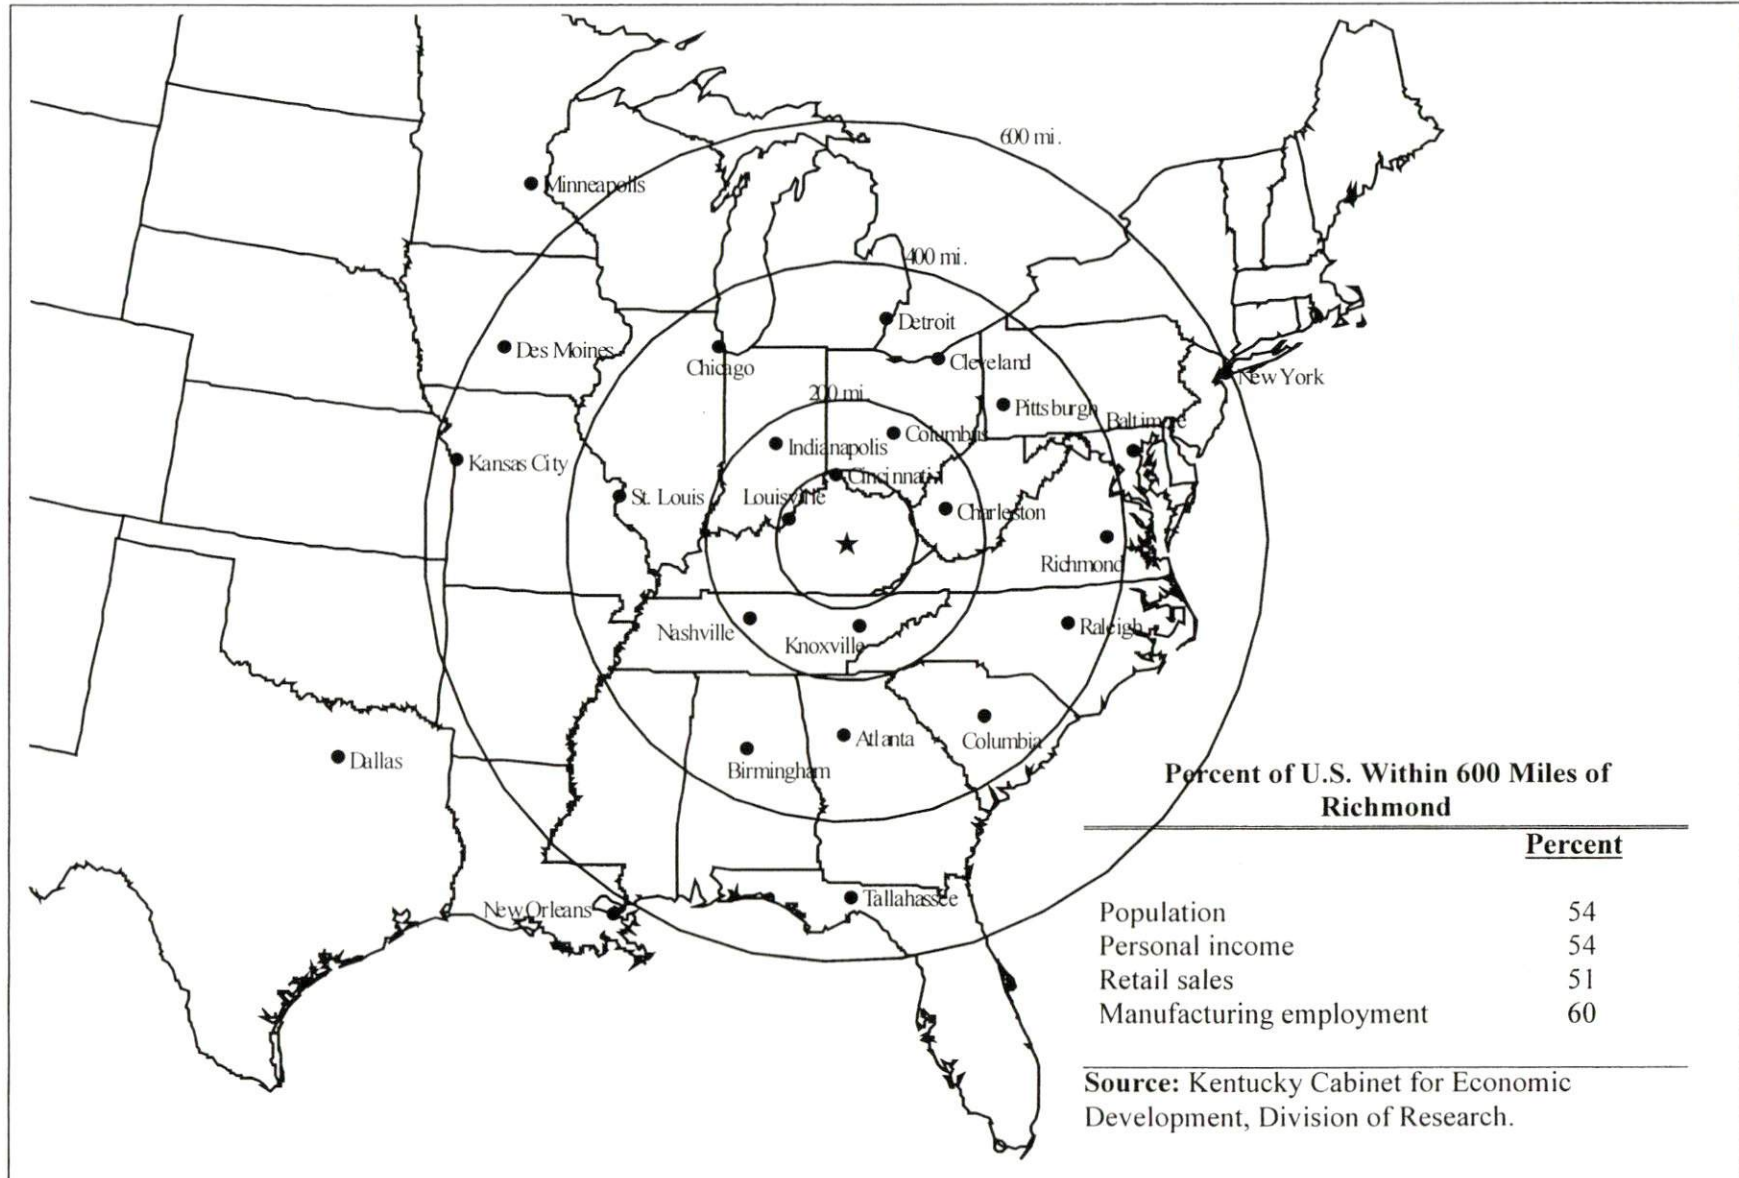 600 mi.
Minneapolis
400 mi.
Detroit
Des Moines
Chicago
Cleveland
New York
200 mi.
Pittsburgh
Baltimore
Columbus
Indianapolis
Kansas City
Cincinnati
St. Louis
Louisville
Charleston
Richmond
Nashville
Knoxville
Raleigh
Atlanta
Columbia
Dallas
Birmingham
Percent of U.S. Within 600 Miles of
Richmond
Percent
Tallahassee
New Orleans
Population 54
Personal income 54
Retail sales 51
Manufacturing employment 60
Source: Kentucky Cabinet for Economic
Development, Division of Research.